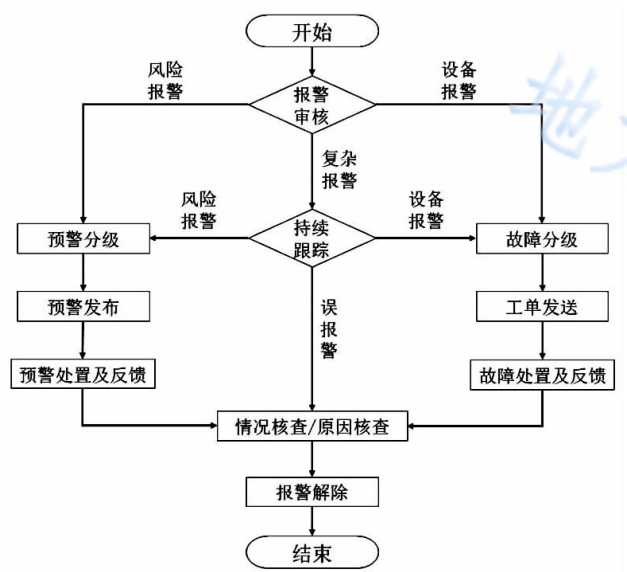 开始
风险
报警
设备
报警
报警
审核
复杂
报警
风险
报警
设备
报警
预警分级
持续
跟踪
故障分级
预警发布
误
报
警
工单发送
预警处置及反馈
故障处置及反馈
情况核查/原因核查
报警解除
结束
地